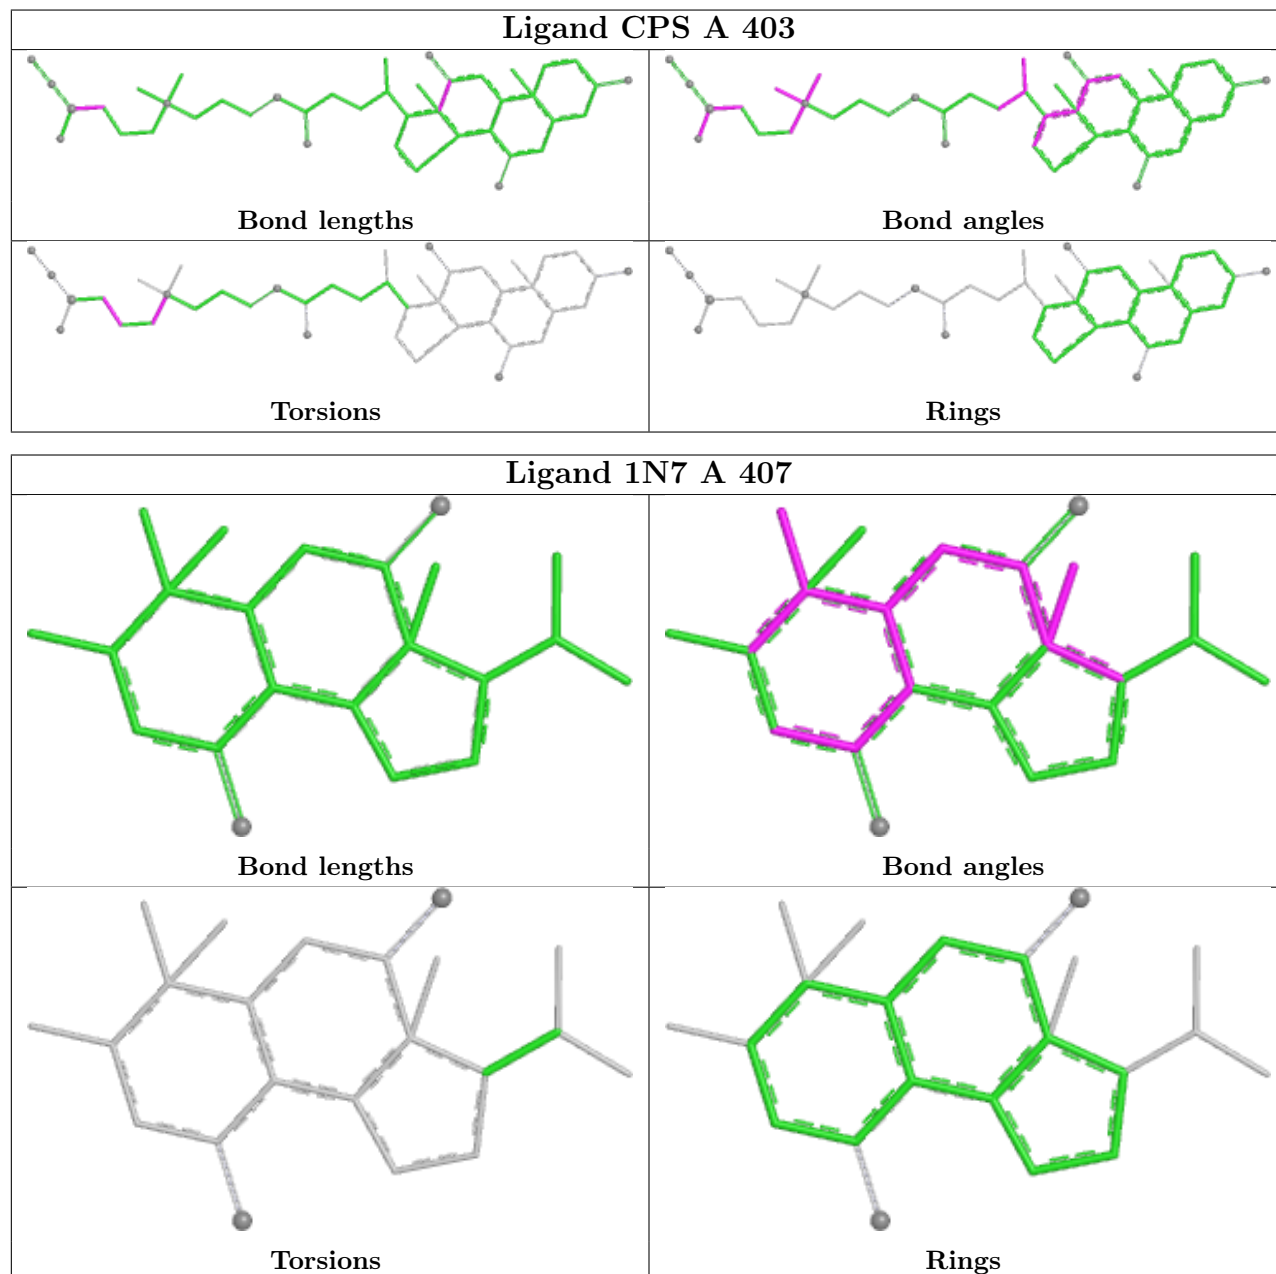 Ligand CPS A 403
Bond lengths
Bond angles
Torsions
Rings
Ligand 1N7 A 407
Bond lengths
Bond angles
Torsions
Rings